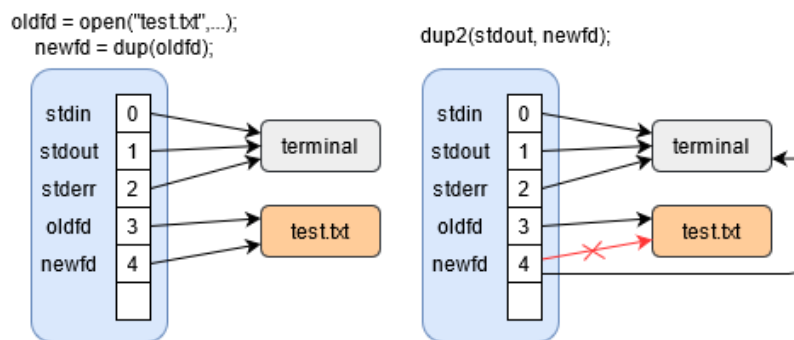 oldfd = open("test.txt",...);
newfd = dup(oldfd);
stdin 0
stdout 1
stderr 2
oldfd 3
newfd 4
terminal
test.txt
dup2(stdout, newfd);
stdin 0
stdout 1
stderr 2
oldfd 3
newfd 4
terminal
test.txt